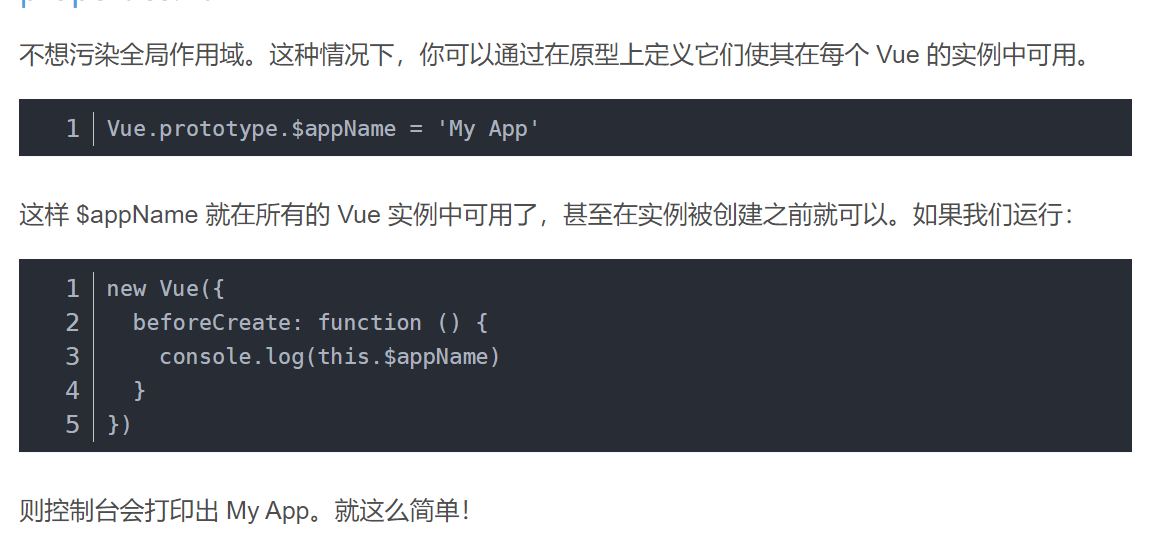 不想污染全局作用域。这种情况下，你可以通过在原型上定义它们使其在每个 Vue 的实例中可用。
1 Vue.prototype.$appName = 'My App'
这样 $appName 就在所有的 Vue 实例中可用了，甚至在实例被创建之前就可以。如果我们运行：
1 new Vue({
2   beforeCreate: function () {
3     console.log(this.$appName)
4   }
5 })
则控制台会打印出 My App。就这么简单！